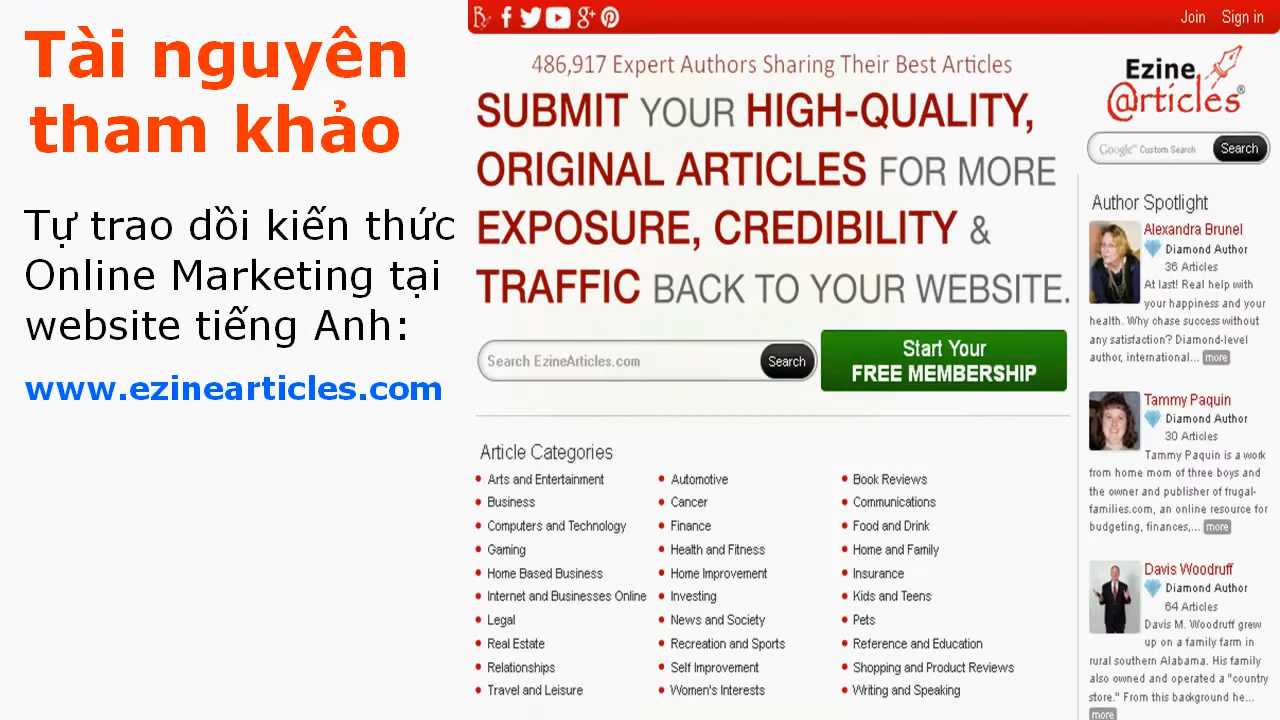 Tài nguyên
tham khảo
Tự trao dồi kiến thức
Online Marketing tại
website tiếng Anh:
www.ezinearticles.com
Join Sign in
486,917 Expert Authors Sharing Their Best Articles
SUBMIT YOUR HIGH-QUALITY,
ORIGINAL ARTICLES FOR MORE
EXPOSURE, CREDIBILITY &
TRAFFIC BACK TO YOUR WEBSITE.
Search EzineArticles.com Search
Start Your
FREE MEMBERSHIP
Article Categories
Arts and Entertainment
Business
Computers and Technology
Gaming
Home Based Business
Internet and Businesses Online
Legal
Real Estate
Relationships
Travel and Leisure
Automotive
Cancer
Finance
Health and Fitness
Home Improvement
Investing
News and Society
Recreation and Sports
Self Improvement
Women's Interests
Book Reviews
Communications
Food and Drink
Home and Family
Insurance
Kids and Teens
Pets
Reference and Education
Shopping and Product Reviews
Writing and Speaking
Ezine
@rticles®
Google™ Custom Search Search
Author Spotlight
Alexandra Brunel
Diamond Author
36 Articles
At last! Real help with
your happiness and your
health. Why chase success without
any satisfaction? Diamond-level
author, international... more
Tammy Paquin
Diamond Author
30 Articles
Tammy Paquin is a work
from home mom of three boys and
the owner and publisher of frugal-
families.com, an online resource for
budgeting, finances,... more
Davis Woodruff
Diamond Author
64 Articles
Davis M. Woodruff grew
up on a family farm in
rural southern Alabama. His family
also owned and operated a "country
store." From this background he...
more